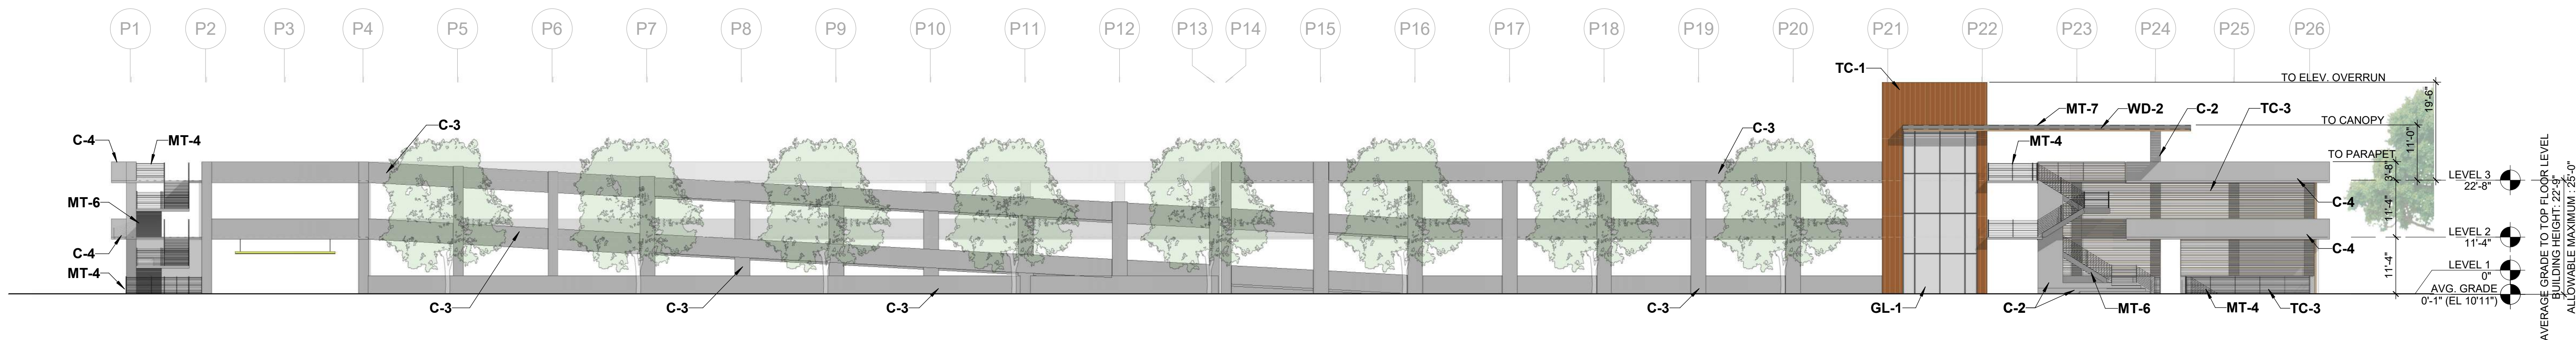 P1 P2 P3 P4 P5 P6 P7 P8 P9 P10 P11 P12 P13 P14 P15 P16 P17 P18 P19 P20 P21 P22 P23 P24 P25 P26
TC-1
TO ELEV. OVERRUN
19'-6"
MT-7
WD-2
C-2
TC-3
TO CANOPY
11'-0"
C-3
C-3
C-4
MT-4
MT-4
TO PARAPET
3'-8"
LEVEL 3
22'-8"
MT-6
C-4
11'-4"
LEVEL 2
11'-4"
C-4
C-4
MT-4
LEVEL 1
0"
11'-4"
AVG. GRADE
0'-1" (EL 10'11")
C-3
C-3
C-3
C-3
GL-1
C-2
MT-6
MT-4
TC-3
AVERAGE GRADE TO TOP FLOOR LEVEL
BUILDING HEIGHT: 22'-9"
ALLOWABLE MAXIMUM : 25'-0"